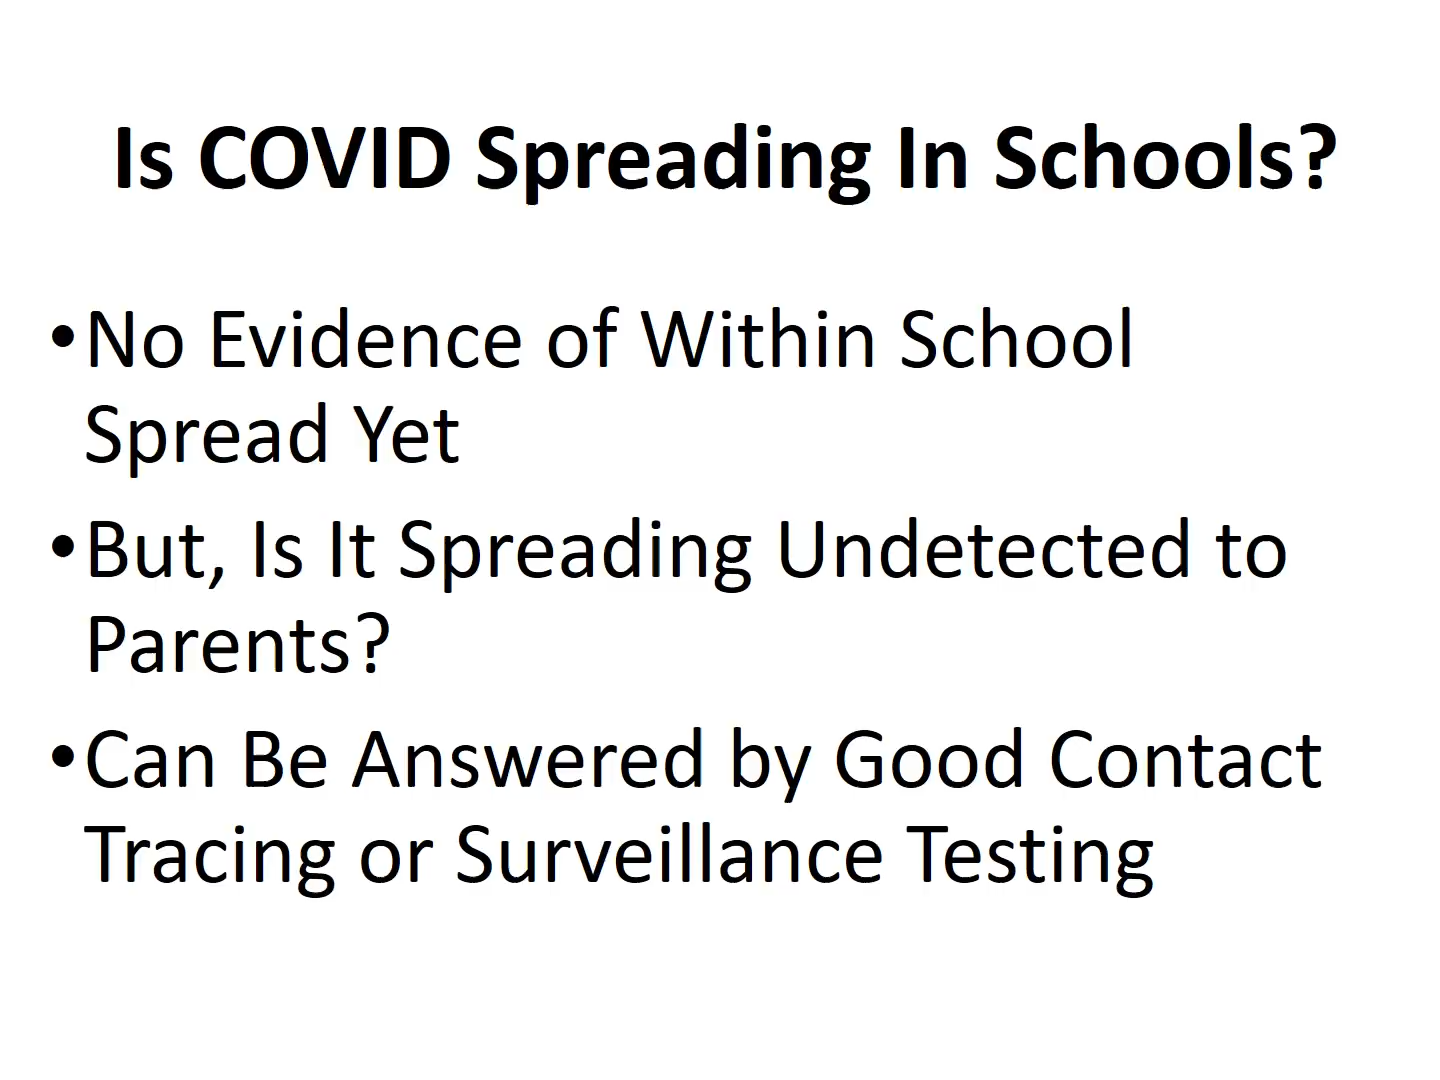 Is COVID Spreading In Schools?
•No Evidence of Within School
Spread Yet
•But, Is It Spreading Undetected to
Parents?
•Can Be Answered by Good Contact
Tracing or Surveillance Testing